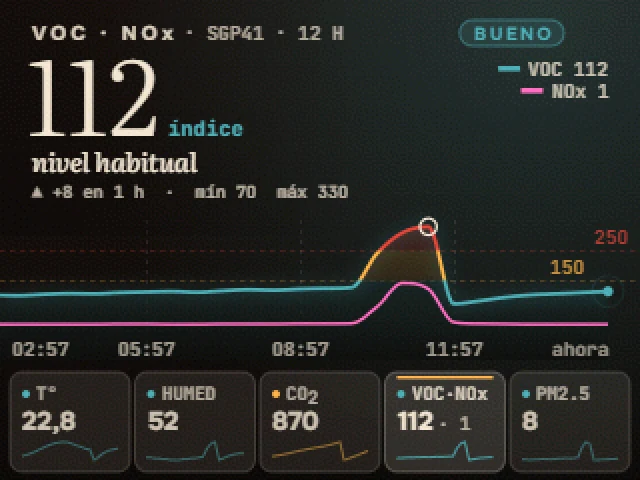 VOC · NOx · SGP41 · 12 H
BUENO
112 índice
VOC 112
NOx 1
nivel habitual
▲ +8 en 1 h · mín 70 máx 330
250
150
02:57 05:57 08:57 11:57 ahora
T° HUMED CO2 VOC·NOx PM2.5
22,8 52 870 112 · 1 8